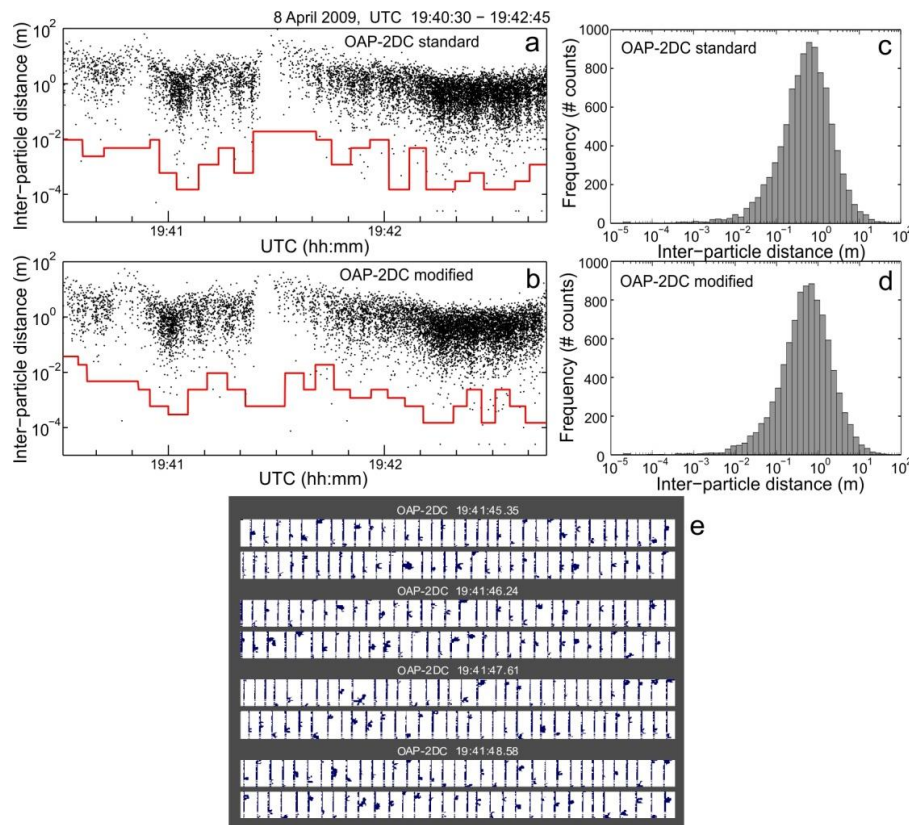 8 April 2009, UTC 19:40:30 – 19:42:45
OAP-2DC standard
a
Inter-particle distance (m)
10²
10⁰
10⁻²
10⁻⁴
19:41
19:42
UTC (hh:mm)
OAP-2DC standard
c
Frequency (# counts)
1000
800
600
400
200
0
10⁻⁵
10⁻⁴
10⁻³
10⁻²
10⁻¹
10⁰
10¹
10²
Inter-particle distance (m)
OAP-2DC modified
b
Inter-particle distance (m)
10²
10⁰
10⁻²
10⁻⁴
19:41
19:42
UTC (hh:mm)
OAP-2DC modified
d
Frequency (# counts)
1000
800
600
400
200
0
10⁻⁵
10⁻⁴
10⁻³
10⁻²
10⁻¹
10⁰
10¹
10²
Inter-particle distance (m)
OAP-2DC 19:41:45.35
e
OAP-2DC 19:41:46.24
OAP-2DC 19:41:47.61
OAP-2DC 19:41:48.58